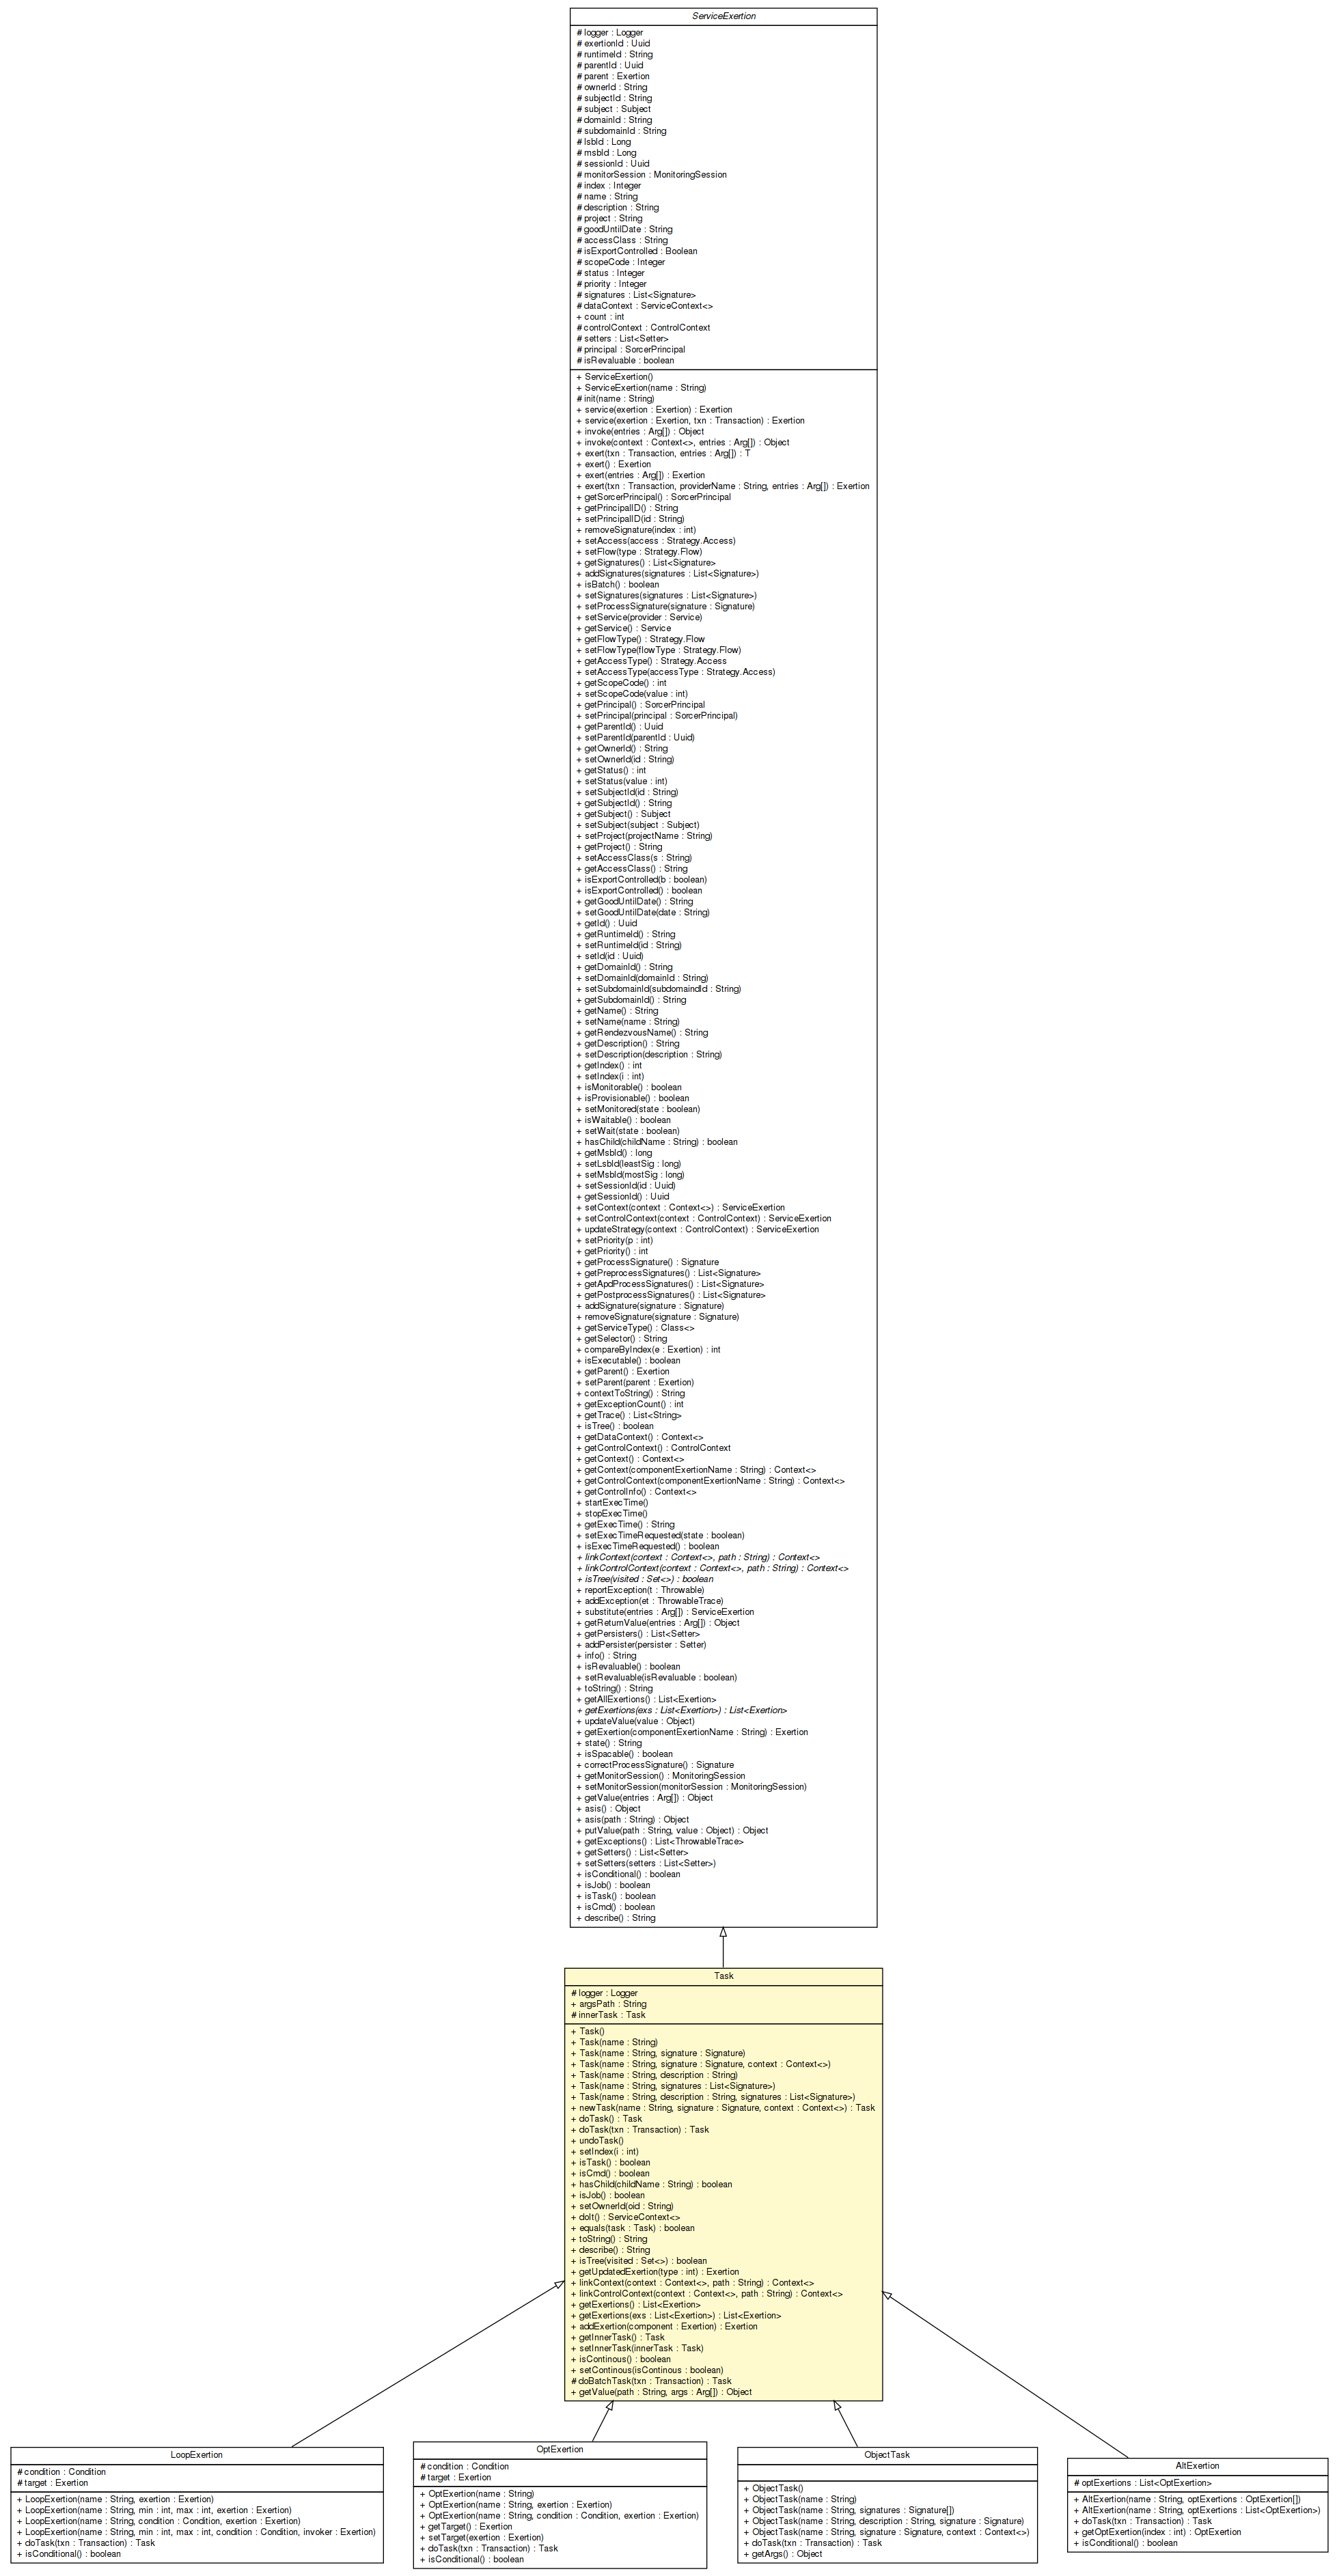 ServiceExertion
# logger : Logger
# exertionId : Uuid
# runtimeId : String
# parentId : Uuid
# parent : Exertion
# ownerId : String
# subjectId : String
# subject : Subject
# domainId : String
# subdomainId : String
# lsbId : Long
# msbId : Long
# sessionId : Uuid
# monitorSession : MonitoringSession
# index : Integer
# name : String
# description : String
# project : String
# goodUntilDate : String
# accessClass : String
# isExportControlled : Boolean
# scopeCode : Integer
# status : Integer
# priority : Integer
# signatures : List<Signature>
# dataContext : ServiceContext<>
+ count : int
# controlContext : ControlContext
# setters : List<Setter>
# principal : SorcerPrincipal
# isRevaluable : boolean
+ ServiceExertion()
+ ServiceExertion(name : String)
# init(name : String)
+ service(exertion : Exertion) : Exertion
+ service(exertion : Exertion, txn : Transaction) : Exertion
+ invoke(entries : Arg[]) : Object
+ invoke(context : Context<>, entries : Arg[]) : Object
+ exert(txn : Transaction, entries : Arg[]) : T
+ exert() : Exertion
+ exert(entries : Arg[]) : Exertion
+ exert(txn : Transaction, providerName : String, entries : Arg[]) : Exertion
+ getSorcerPrincipal() : SorcerPrincipal
+ getPrincipalID() : String
+ setPrincipalID(id : String)
+ removeSignature(index : int)
+ setAccess(access : Strategy.Access)
+ setFlow(type : Strategy.Flow)
+ getSignatures() : List<Signature>
+ addSignatures(signatures : List<Signature>)
+ isBatch() : boolean
+ setSignatures(signatures : List<Signature>)
+ setProcessSignature(signature : Signature)
+ setService(provider : Service)
+ getService() : Service
+ getFlowType() : Strategy.Flow
+ setFlowType(flowType : Strategy.Flow)
+ getAccessType() : Strategy.Access
+ setAccessType(accessType : Strategy.Access)
+ getScopeCode() : int
+ setScopeCode(value : int)
+ getPrincipal() : SorcerPrincipal
+ setPrincipal(principal : SorcerPrincipal)
+ getParentId() : Uuid
+ setParentId(parentId : Uuid)
+ getOwnerId() : String
+ setOwnerId(id : String)
+ getStatus() : int
+ setStatus(value : int)
+ setSubjectId(id : String)
+ getSubjectId() : String
+ getSubject() : Subject
+ setSubject(subject : Subject)
+ setProject(projectName : String)
+ getProject() : String
+ setAccessClass(s : String)
+ getAccessClass() : String
+ isExportControlled(b : boolean)
+ isExportControlled() : boolean
+ getGoodUntilDate() : String
+ setGoodUntilDate(date : String)
+ getId() : Uuid
+ getRuntimeId() : String
+ setRuntimeId(id : String)
+ setId(id : Uuid)
+ getDomainId() : String
+ setDomainId(domainId : String)
+ setSubdomainId(subdomaindId : String)
+ getSubdomainId() : String
+ getName() : String
+ setName(name : String)
+ getRendezvousName() : String
+ getDescription() : String
+ setDescription(description : String)
+ getIndex() : int
+ setIndex(i : int)
+ isMonitorable() : boolean
+ isProvisionable() : boolean
+ setMonitored(state : boolean)
+ isWaitable() : boolean
+ setWait(state : boolean)
+ hasChild(childName : String) : boolean
+ getMsbId() : long
+ setLsbId(leastSig : long)
+ setMsbId(mostSig : long)
+ setSessionId(id : Uuid)
+ getSessionId() : Uuid
+ setContext(context : Context<>) : ServiceExertion
+ setControlContext(context : ControlContext) : ServiceExertion
+ updateStrategy(context : ControlContext) : ServiceExertion
+ setPriority(p : int)
+ getPriority() : int
+ getProcessSignature() : Signature
+ getPreprocessSignatures() : List<Signature>
+ getApdProcessSignatures() : List<Signature>
+ getPostprocessSignatures() : List<Signature>
+ addSignature(signature : Signature)
+ removeSignature(signature : Signature)
+ getServiceType() : Class<>
+ getSelector() : String
+ compareByIndex(e : Exertion) : int
+ isExecutable() : boolean
+ getParent() : Exertion
+ setParent(parent : Exertion)
+ contextToString() : String
+ getExceptionCount() : int
+ getTrace() : List<String>
+ isTree() : boolean
+ getDataContext() : Context<>
+ getControlContext() : ControlContext
+ getContext() : Context<>
+ getContext(componentExertionName : String) : Context<>
+ getControlContext(componentExertionName : String) : Context<>
+ getControlInfo() : Context<>
+ startExecTime()
+ stopExecTime()
+ getExecTime() : String
+ setExecTimeRequested(state : boolean)
+ isExecTimeRequested() : boolean
+ linkContext(context : Context<>, path : String) : Context<>
+ linkControlContext(context : Context<>, path : String) : Context<>
+ isTree(visited : Set<>) : boolean
+ reportException(t : Throwable)
+ addException(et : ThrowableTrace)
+ substitute(entries : Arg[]) : ServiceExertion
+ getReturnValue(entries : Arg[]) : Object
+ getPersisters() : List<Setter>
+ addPersister(persister : Setter)
+ info() : String
+ isRevaluable() : boolean
+ setRevaluable(isRevaluable : boolean)
+ toString() : String
+ getAllExertions() : List<Exertion>
+ getExertions(exs : List<Exertion>) : List<Exertion>
+ updateValue(value : Object)
+ getExertion(componentExertionName : String) : Exertion
+ state() : String
+ isSpacable() : boolean
+ correctProcessSignature() : Signature
+ getMonitorSession() : MonitoringSession
+ setMonitorSession(monitorSession : MonitoringSession)
+ getValue(entries : Arg[]) : Object
+ asis() : Object
+ asis(path : String) : Object
+ putValue(path : String, value : Object) : Object
+ getExceptions() : List<ThrowableTrace>
+ getSetters() : List<Setter>
+ setSetters(setters : List<Setter>)
+ isConditional() : boolean
+ isJob() : boolean
+ isTask() : boolean
+ isCmd() : boolean
+ describe() : String
Task
# logger : Logger
+ argsPath : String
# innerTask : Task
+ Task()
+ Task(name : String)
+ Task(name : String, signature : Signature)
+ Task(name : String, signature : Signature, context : Context<>)
+ Task(name : String, description : String)
+ Task(name : String, signatures : List<Signature>)
+ Task(name : String, description : String, signatures : List<Signature>)
+ newTask(name : String, signature : Signature, context : Context<>) : Task
+ doTask() : Task
+ doTask(txn : Transaction) : Task
+ undoTask()
+ setIndex(i : int)
+ isTask() : boolean
+ isCmd() : boolean
+ hasChild(childName : String) : boolean
+ isJob() : boolean
+ setOwnerId(oid : String)
+ doIt() : ServiceContext<>
+ equals(task : Task) : boolean
+ toString() : String
+ describe() : String
+ isTree(visited : Set<>) : boolean
+ getUpdatedExertion(type : int) : Exertion
+ linkContext(context : Context<>, path : String) : Context<>
+ linkControlContext(context : Context<>, path : String) : Context<>
+ getExertions() : List<Exertion>
+ getExertions(exs : List<Exertion>) : List<Exertion>
+ addExertion(component : Exertion) : Exertion
+ getInnerTask() : Task
+ setInnerTask(innerTask : Task)
+ isContinous() : boolean
+ setContinous(isContinous : boolean)
# doBatchTask(txn : Transaction) : Task
+ getValue(path : String, args : Arg[]) : Object
LoopExertion
# condition : Condition
# target : Exertion
+ LoopExertion(name : String, exertion : Exertion)
+ LoopExertion(name : String, min : int, max : int, exertion : Exertion)
+ LoopExertion(name : String, condition : Condition, exertion : Exertion)
+ LoopExertion(name : String, min : int, max : int, condition : Condition, invoker : Exertion)
+ doTask(txn : Transaction) : Task
+ isConditional() : boolean
OptExertion
# condition : Condition
# target : Exertion
+ OptExertion(name : String)
+ OptExertion(name : String, exertion : Exertion)
+ OptExertion(name : String, condition : Condition, exertion : Exertion)
+ getTarget() : Exertion
+ setTarget(exertion : Exertion)
+ doTask(txn : Transaction) : Task
+ isConditional() : boolean
ObjectTask
+ ObjectTask()
+ ObjectTask(name : String)
+ ObjectTask(name : String, signatures : Signature[])
+ ObjectTask(name : String, description : String, signature : Signature)
+ ObjectTask(name : String, signature : Signature, context : Context<>)
+ doTask(txn : Transaction) : Task
+ getArgs() : Object
AltExertion
# optExertions : List<OptExertion>
+ AltExertion(name : String, optExertions : OptExertion[])
+ AltExertion(name : String, optExertions : List<OptExertion>)
+ doTask(txn : Transaction) : Task
+ getOptExertion(index : int) : OptExertion
+ isConditional() : boolean